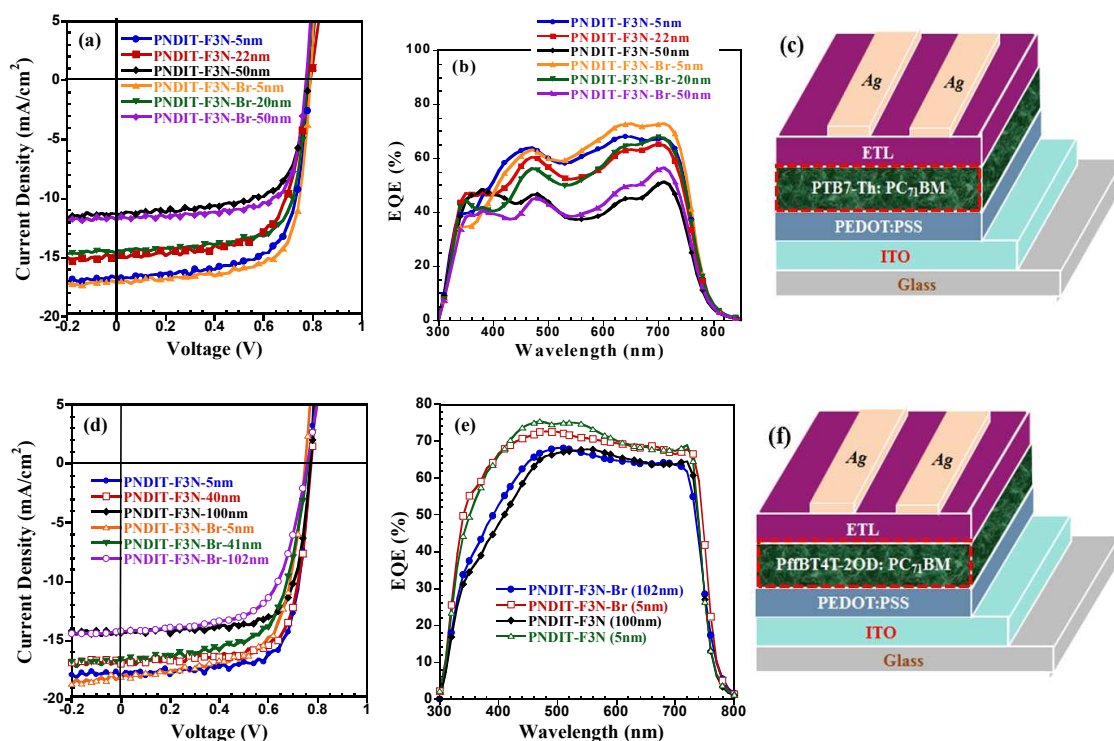 (a)
PNDIT-F3N-5nm
PNDIT-F3N-22nm
PNDIT-F3N-50nm
PNDIT-F3N-Br-5nm
PNDIT-F3N-Br-20nm
PNDIT-F3N-Br-50nm
Current Density (mA/cm²)
5
0
-5
-10
-15
-20
-0.2 0 0.2 0.4 0.6 0.8 1
Voltage (V)
(b)
PNDIT-F3N-5nm
PNDIT-F3N-22nm
PNDIT-F3N-50nm
PNDIT-F3N-Br-5nm
PNDIT-F3N-Br-20nm
PNDIT-F3N-Br-50nm
EQE (%)
100
80
60
40
20
0
300 400 500 600 700 800
Wavelength (nm)
(c)
Ag Ag
ETL
PTB7-Th: PC₇₁BM
PEDOT:PSS
ITO
Glass
(d)
PNDIT-F3N-5nm
PNDIT-F3N-40nm
PNDIT-F3N-100nm
PNDIT-F3N-Br-5nm
PNDIT-F3N-Br-41nm
PNDIT-F3N-Br-102nm
Current Density (mA/cm²)
5
0
-5
-10
-15
-20
-0.2 0 0.2 0.4 0.6 0.8 1
Voltage (V)
(e)
PNDIT-F3N-Br (102nm)
PNDIT-F3N-Br (5nm)
PNDIT-F3N (100nm)
PNDIT-F3N (5nm)
EQE (%)
80
70
60
50
40
30
20
10
0
300 400 500 600 700 800
Wavelength (nm)
(f)
Ag Ag
ETL
PffBT4T-2OD: PC₇₁BM
PEDOT:PSS
ITO
Glass